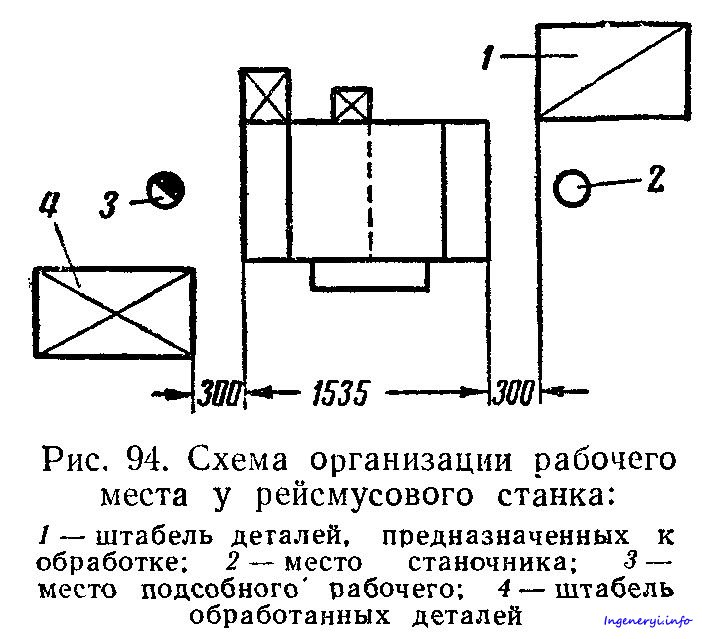 1
2
3
4
300 1535 300
Рис. 94. Схема организации рабочего
места у рейсмусового станка:
1 — штабель деталей, предназначенных к
обработке; 2 — место станочника; 3 —
место подсобного рабочего; 4 — штабель
обработанных деталей
Ingeneryi.info